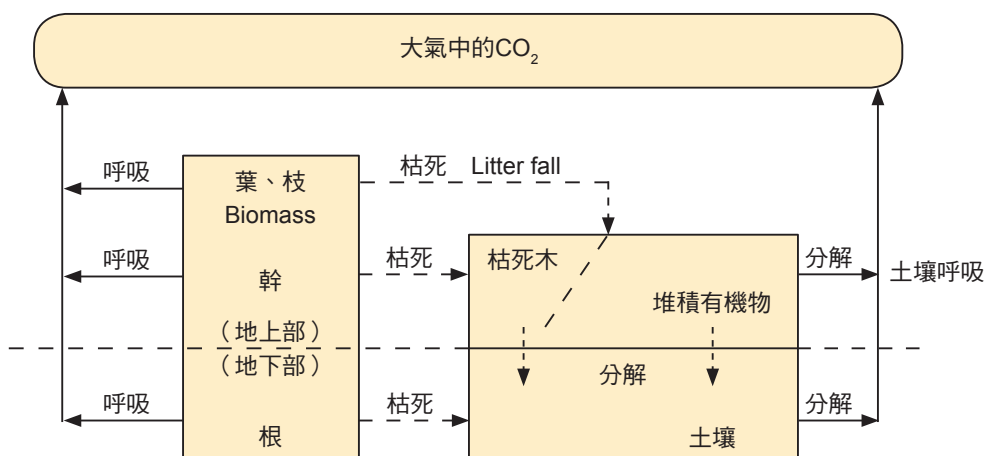 大氣中的CO₂
呼吸
葉、枝
Biomass
枯死 Litter fall
呼吸
幹
枯死
枯死木
堆積有機物
分解
土壤呼吸
（地上部）
（地下部）
分解
呼吸
根
枯死
土壤
分解